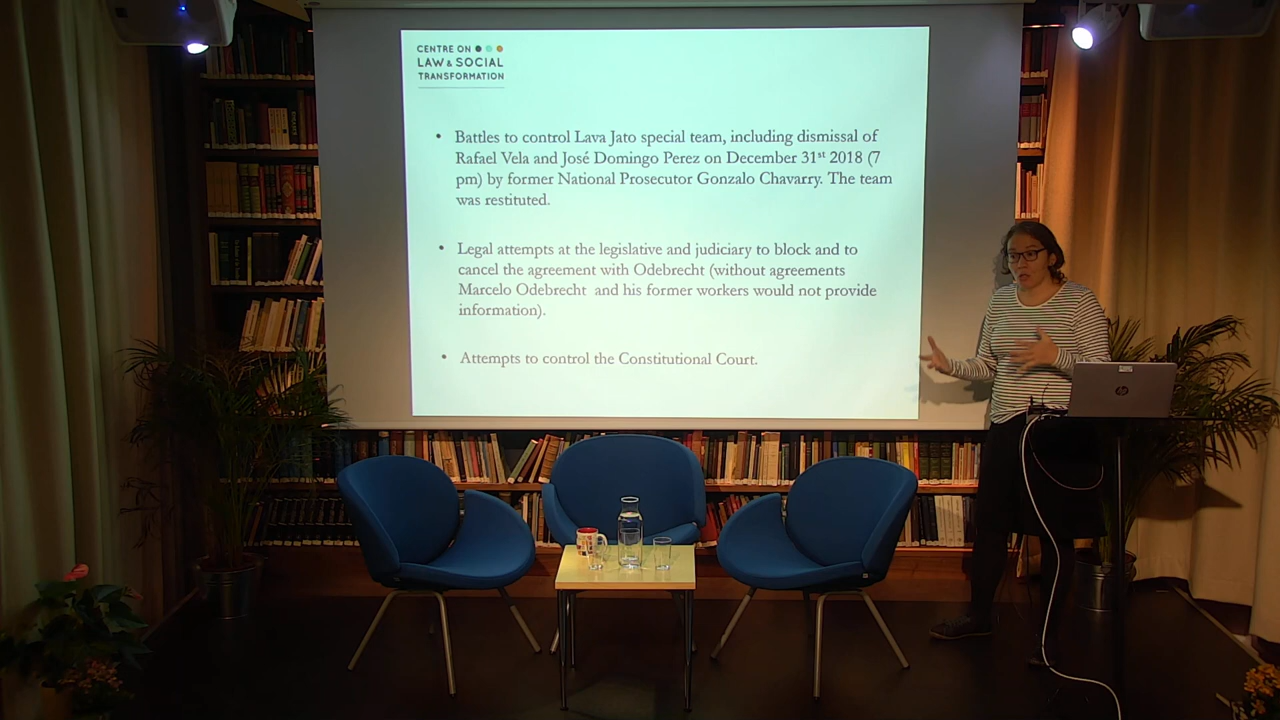 CENTRE ON
LAW & SOCIAL
TRANSFORMATION
• Battles to control Lava Jato special team, including dismissal of
Rafael Vela and José Domingo Perez on December 31st 2018 (7
pm) by former National Prosecutor Gonzalo Chavarry. The team
was restituted.
• Legal attempts at the legislative and judiciary to block and to
cancel the agreement with Odebrecht (without agreements
Marcelo Odebrecht and his former workers would not provide
information).
• Attempts to control the Constitutional Court.
hp